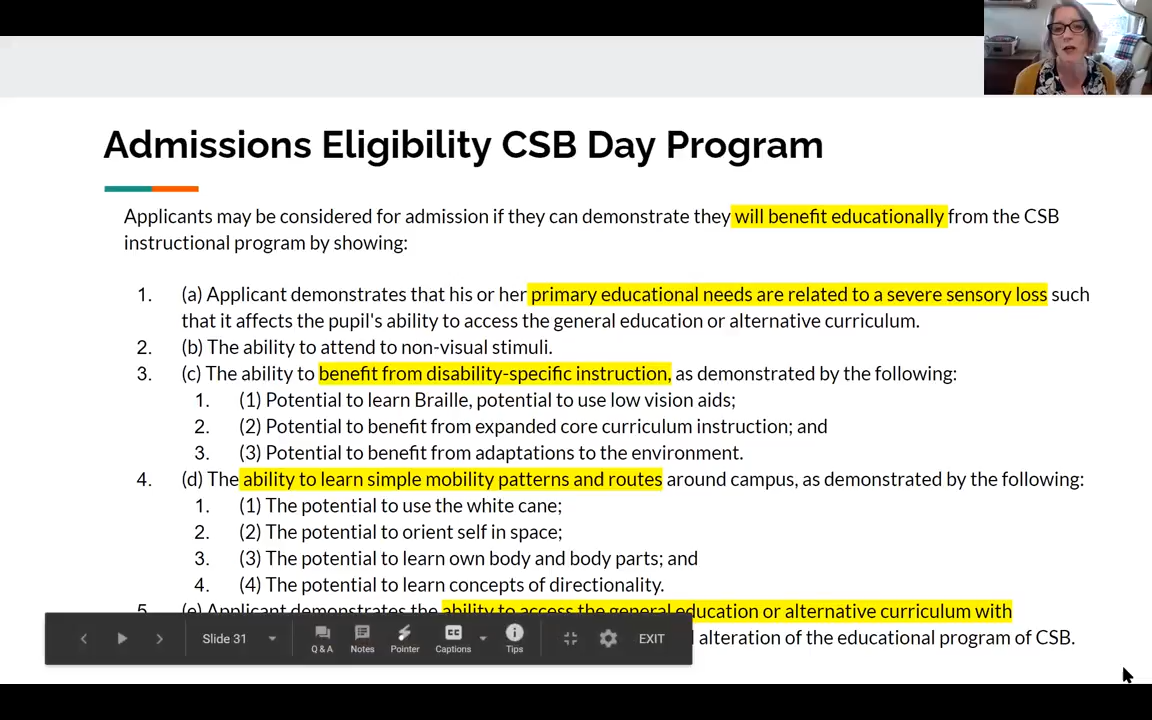 Admissions Eligibility CSB Day Program
Applicants may be considered for admission if they can demonstrate they will benefit educationally from the CSB
instructional program by showing:
1. (a) Applicant demonstrates that his or her primary educational needs are related to a severe sensory loss such
that it affects the pupil's ability to access the general education or alternative curriculum.
2. (b) The ability to attend to non-visual stimuli.
3. (c) The ability to benefit from disability-specific instruction, as demonstrated by the following:
1. (1) Potential to learn Braille, potential to use low vision aids;
2. (2) Potential to benefit from expanded core curriculum instruction; and
3. (3) Potential to benefit from adaptations to the environment.
4. (d) The ability to learn simple mobility patterns and routes around campus, as demonstrated by the following:
1. (1) The potential to use the white cane;
2. (2) The potential to orient self in space;
3. (3) The potential to learn own body and body parts; and
4. (4) The potential to learn concepts of directionality.
5. (e) Applicant demonstrates the ability to access the general education or alternative curriculum with
alteration of the educational program of CSB.
Slide 31 Q & A Notes Pointer CC Captions Tips EXIT